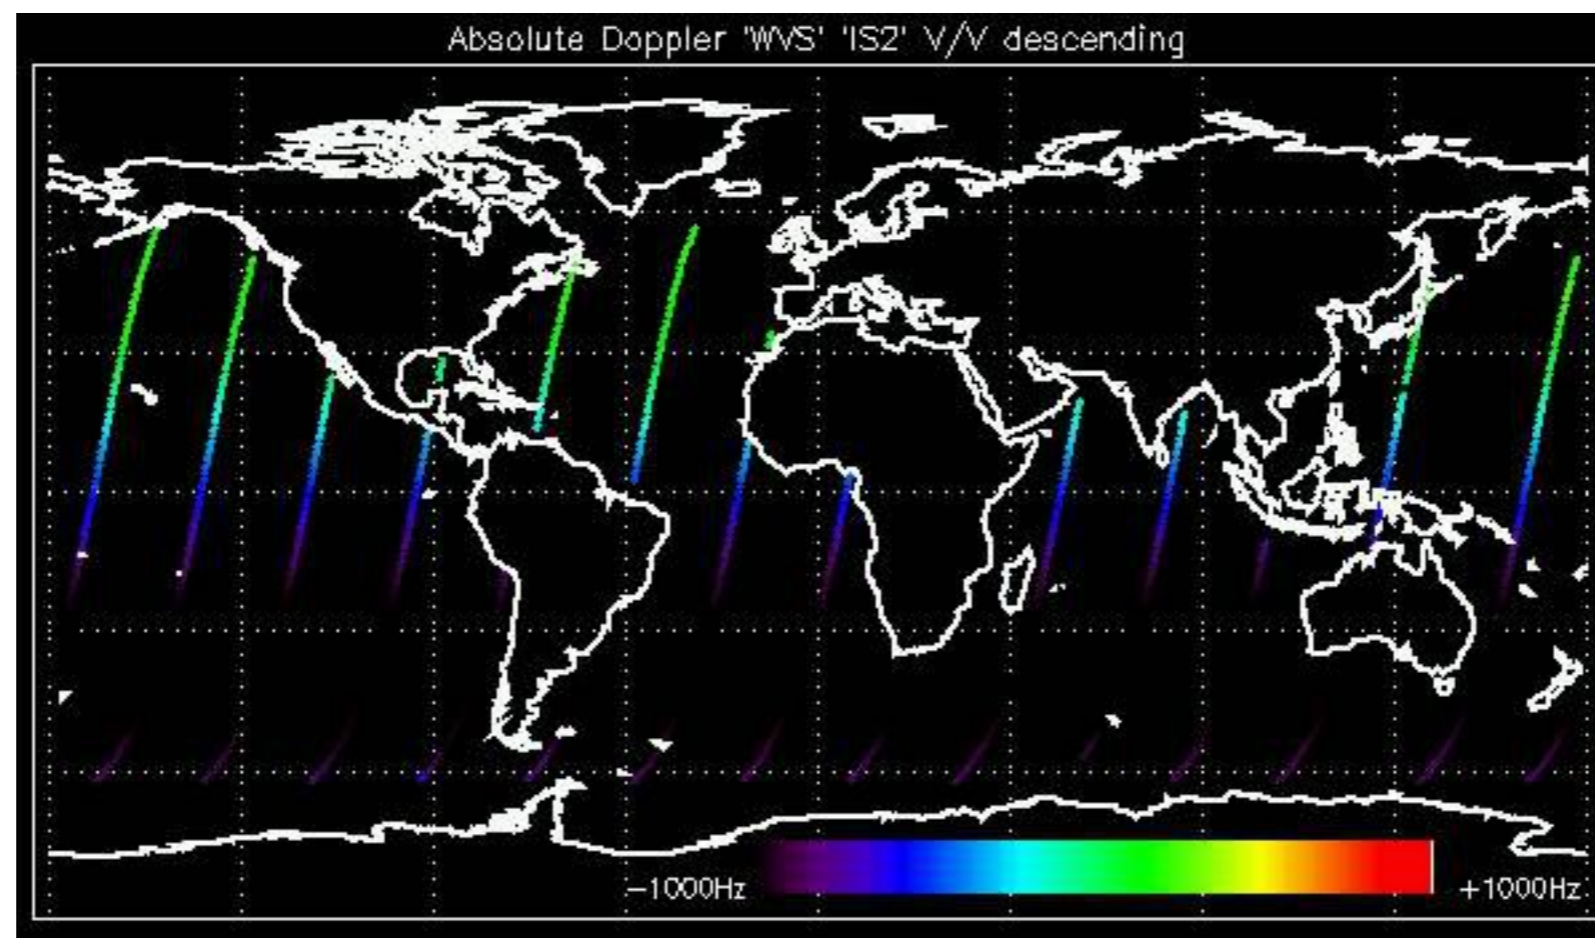 Absolute Doppler 'WVS' 'IS2' V/V descending
−1000Hz
+1000Hz